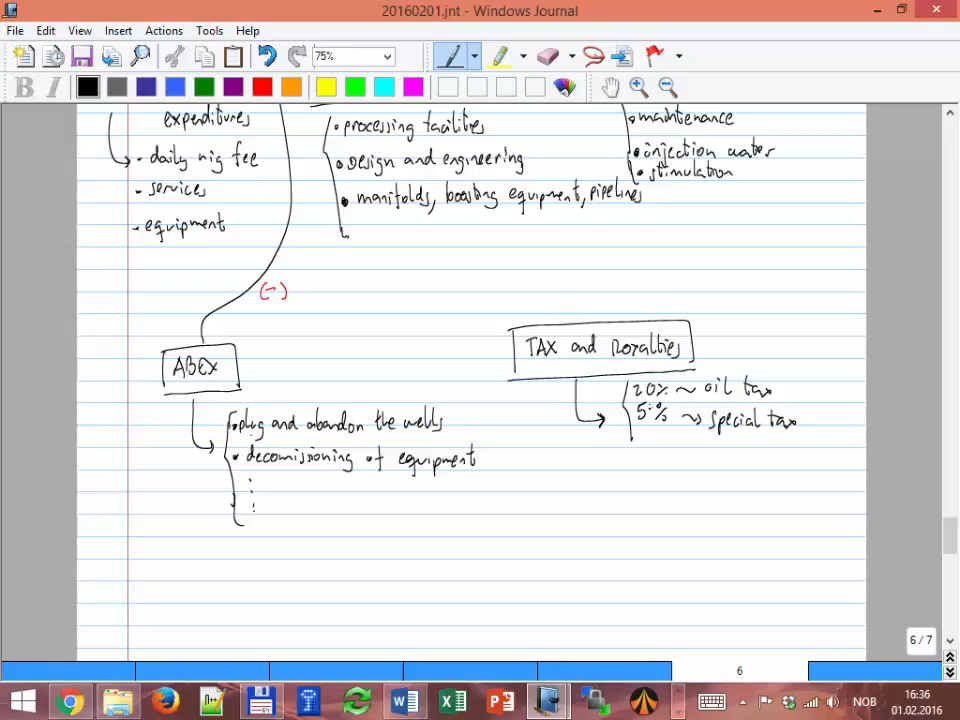 20160201.jnt - Windows Journal
File Edit View Insert Actions Tools Help
75%
B I
expenditures
• daily rig fee
• services
• equipment
• processing facilities
• Design and engineering
• manifolds, boosting equipment, pipelines
• maintenance
• injection water
• stimulation
(-)
ABEX
• plug and abandon the wells
• decomissioning of equipment
TAX and Royalties
20% ~ oil tax
~ special tax
6 / 7
6
NOB
16:36
01.02.2016